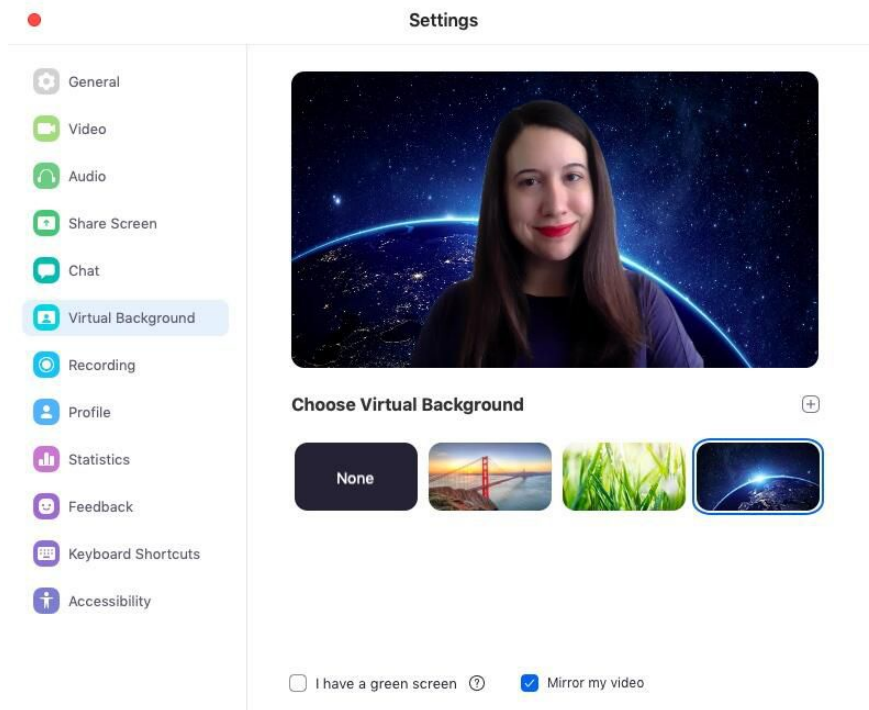 Settings
General
Video
Audio
Share Screen
Chat
Virtual Background
Recording
Profile
Statistics
Feedback
Keyboard Shortcuts
Accessibility
Choose Virtual Background
None
I have a green screen
Mirror my video